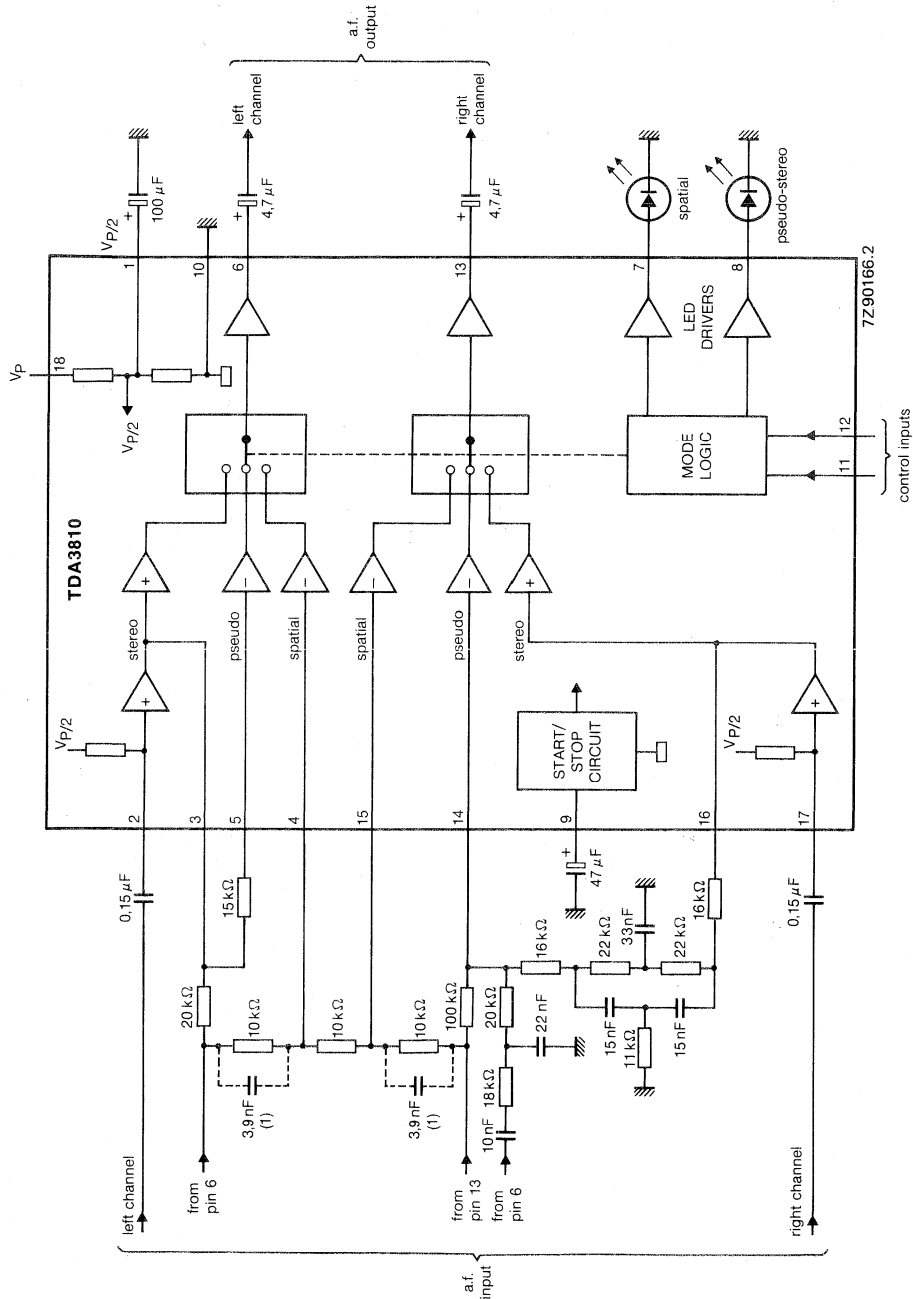 TDA3810
a.f.
input
left channel
right channel
0,15 µF
2
VP/2
stereo
3
5
pseudo
4
spatial
15
spatial
14
pseudo
stereo
9
16
17
VP/2
0,15 µF
from
pin 6
20 kΩ
15 kΩ
10 kΩ
3,9 nF
(1)
10 kΩ
10 kΩ
3,9 nF
(1)
from
pin 13
100 kΩ
from
pin 6
10 nF
18 kΩ
20 kΩ
22 nF
16 kΩ
22 kΩ
33 nF
22 kΩ
15 nF
11 kΩ
15 nF
16 kΩ
+
47 µF
START/
STOP
CIRCUIT
+
+
−
−
−
−
+
+
VP
18
VP/2
1
VP/2
+
100 µF
10
6
+
4,7 µF
left
channel
a.f.
output
13
+
4,7 µF
right
channel
MODE
LOGIC
LED
DRIVERS
7
spatial
8
pseudo-stereo
11
12
control inputs
7Z90166.2